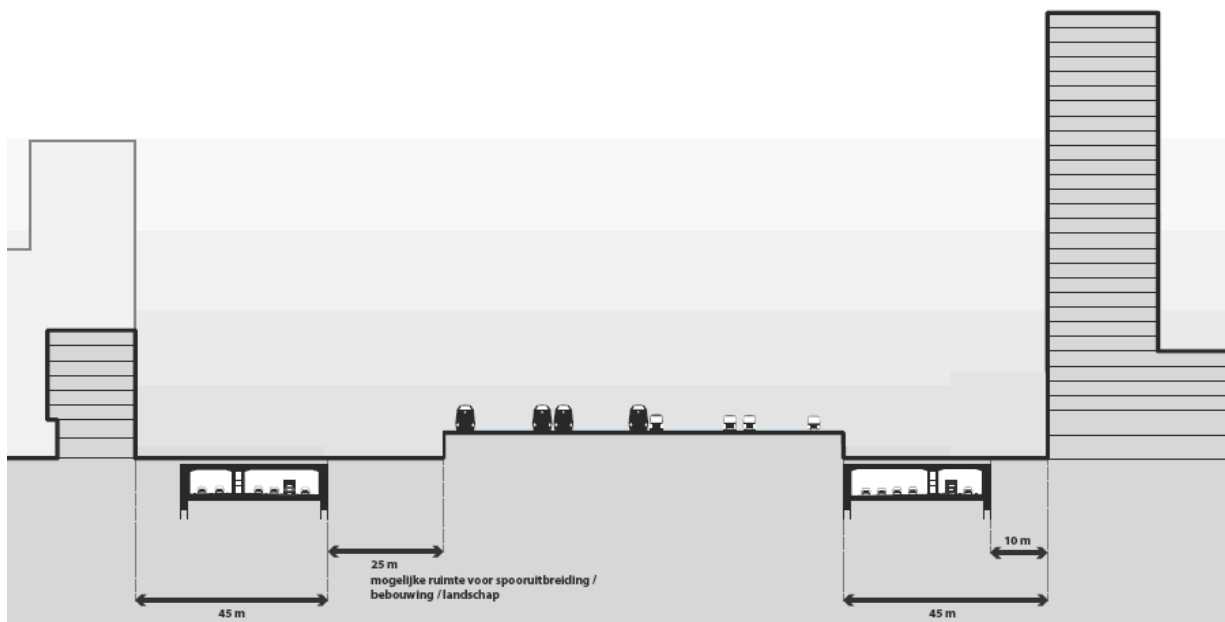 10 m
25 m
mogelijke ruimte voor spooruitbreiding /
bebouwing / landschap
45 m
45 m